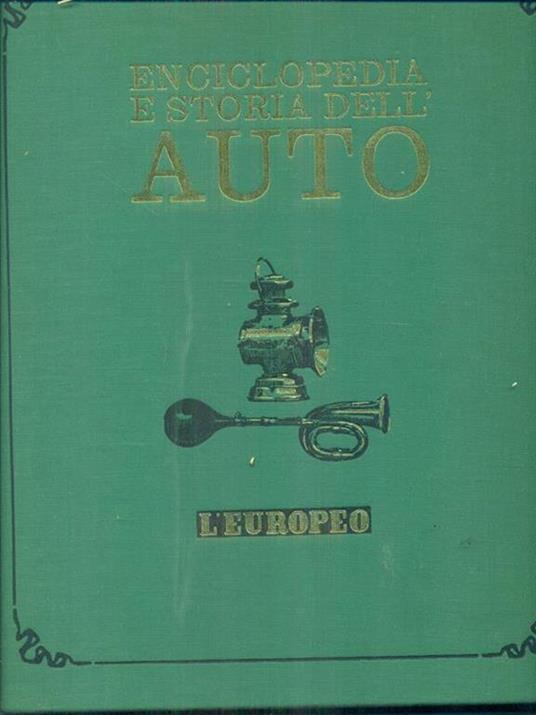 ENCICLOPEDIA
E STORIA DELL'
AUTO
L'EUROPEO